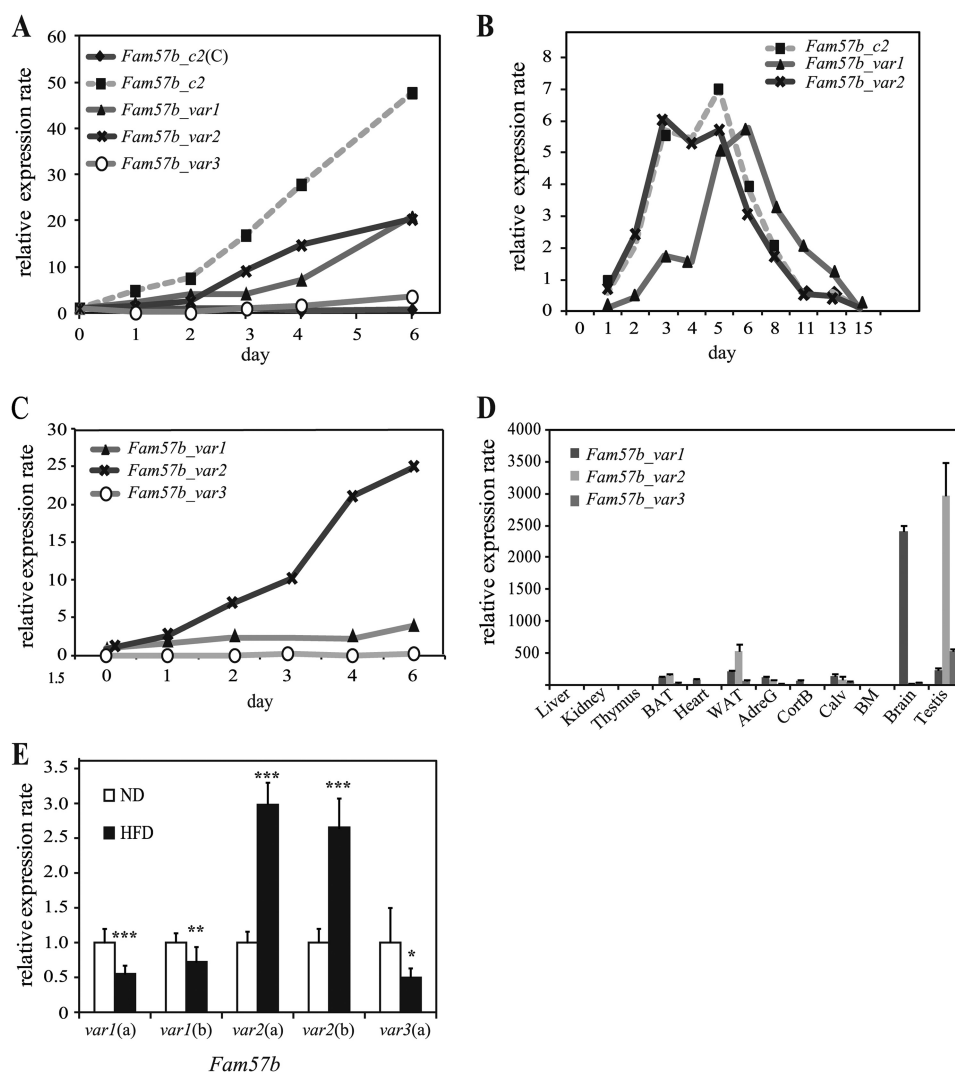 A
relative expression rate
60
50
40
30
20
10
0
Fam57b_c2(C)
Fam57b_c2
Fam57b_var1
Fam57b_var2
Fam57b_var3
0 1 2 3 4 6
day
B
relative expression rate
8
7
6
5
4
3
2
1
0
Fam57b_c2
Fam57b_var1
Fam57b_var2
0 1 2 3 4 5 6 8 11 13 15
day
C
relative expression rate
30
25
20
15
10
5
0
1.5
Fam57b_var1
Fam57b_var2
Fam57b_var3
0 1 2 3 4 6
day
D
relative expression rate
4000
3500
3000
2500
2000
1500
1000
500
Fam57b_var1
Fam57b_var2
Fam57b_var3
Liver Kidney Thymus BAT Heart WAT AdreG CortB Calv BM Brain Testis
E
relative expression rate
3.5
3.0
2.5
2.0
1.5
1.0
0.5
0
ND
HFD
*** ** *** *** *
var1(a) var1(b) var2(a) var2(b) var3(a)
Fam57b